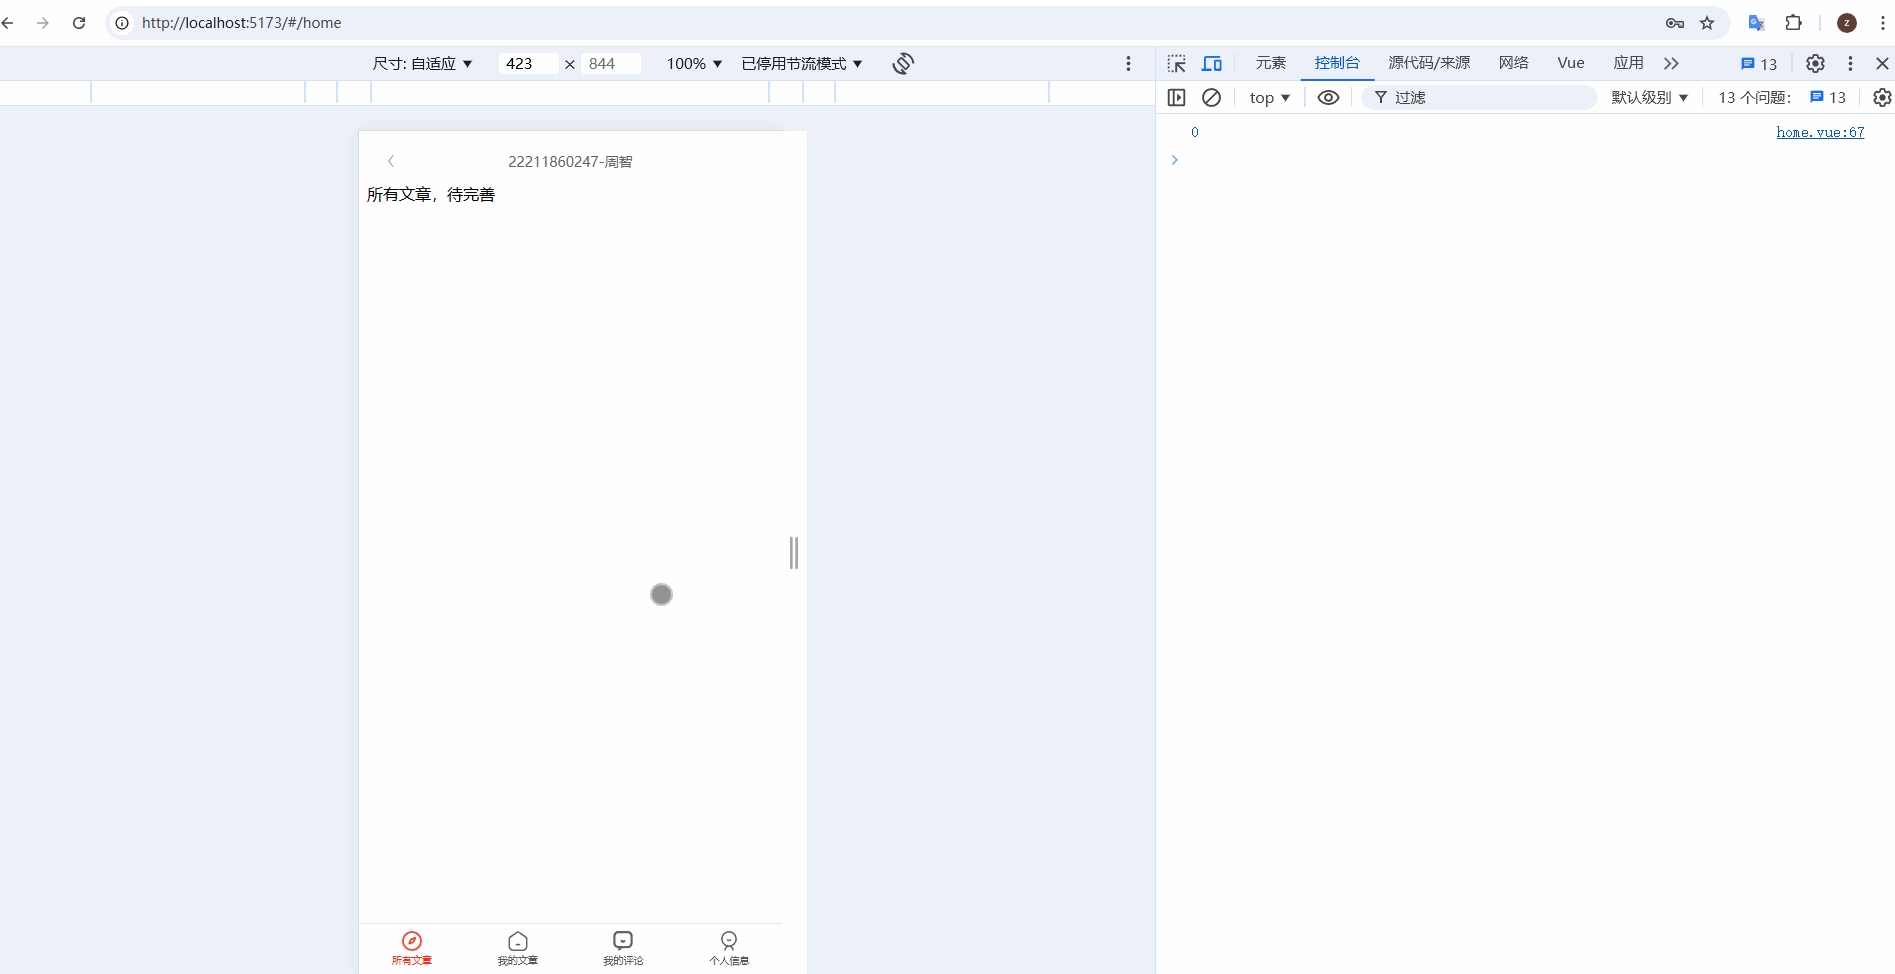 http://localhost:5173/#/home
z
尺寸: 自适应 423 × 844 100% 已停用节流模式
元素 控制台 源代码/来源 网络 Vue 应用 13
top 过滤 默认级别 13 个问题: 13
0 home.vue:67
22211860247-周智
所有文章，待完善
所有文章 我的文章 我的评论 个人信息